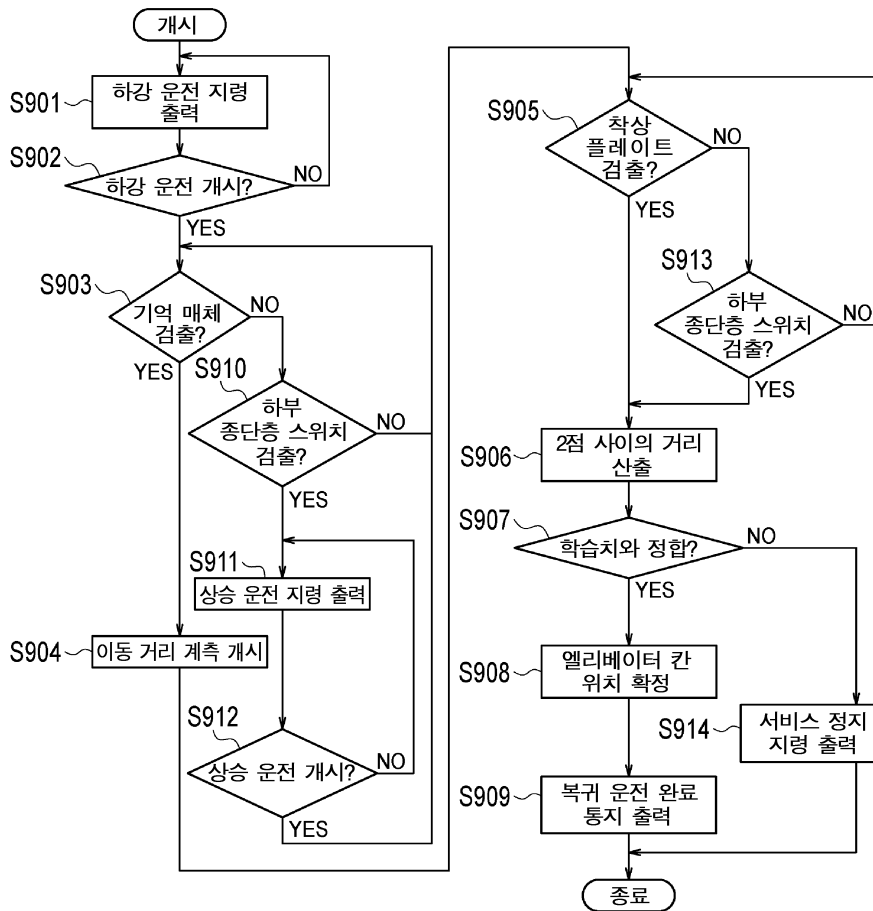 개시
S901
하강 운전 지령
출력
S902
하강 운전 개시?
NO
YES
S903
기억 매체
검출?
NO
YES
S910
하부
종단층 스위치
검출?
NO
YES
S911
상승 운전 지령 출력
S904
이동 거리 계측 개시
S912
상승 운전 개시?
NO
YES
S905
착상
플레이트
검출?
NO
YES
S913
하부
종단층 스위치
검출?
NO
YES
S906
2점 사이의 거리
산출
S907
학습치와 정합?
NO
YES
S908
엘리베이터 칸
위치 확정
S914
서비스 정지
지령 출력
S909
복귀 운전 완료
통지 출력
종료